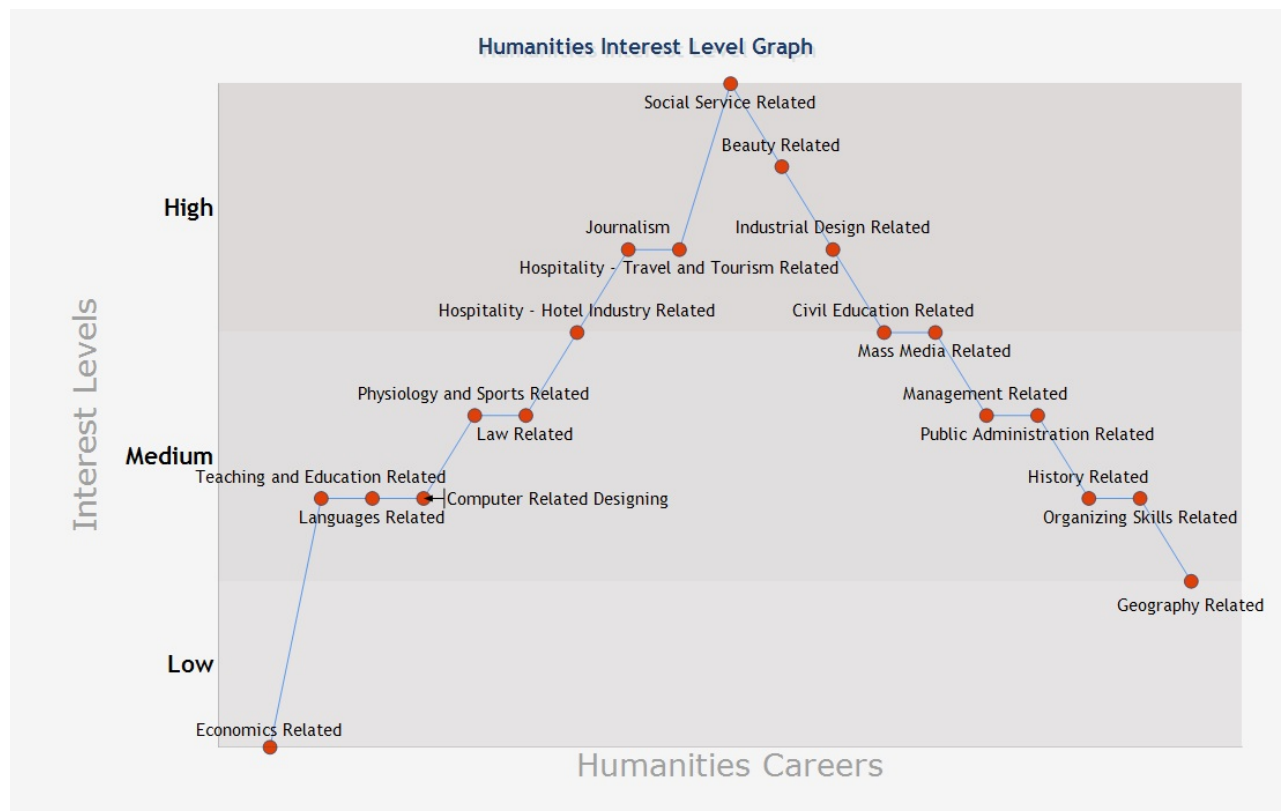 Humanities Interest Level Graph
Social Service Related
Beauty Related
High
Journalism
Industrial Design Related
Hospitality - Travel and Tourism Related
Hospitality - Hotel Industry Related
Civil Education Related
Mass Media Related
Interest Levels
Physiology and Sports Related
Management Related
Law Related
Public Administration Related
Medium
Teaching and Education Related
History Related
Computer Related Designing
Languages Related
Organizing Skills Related
Geography Related
Low
Economics Related
Humanities Careers